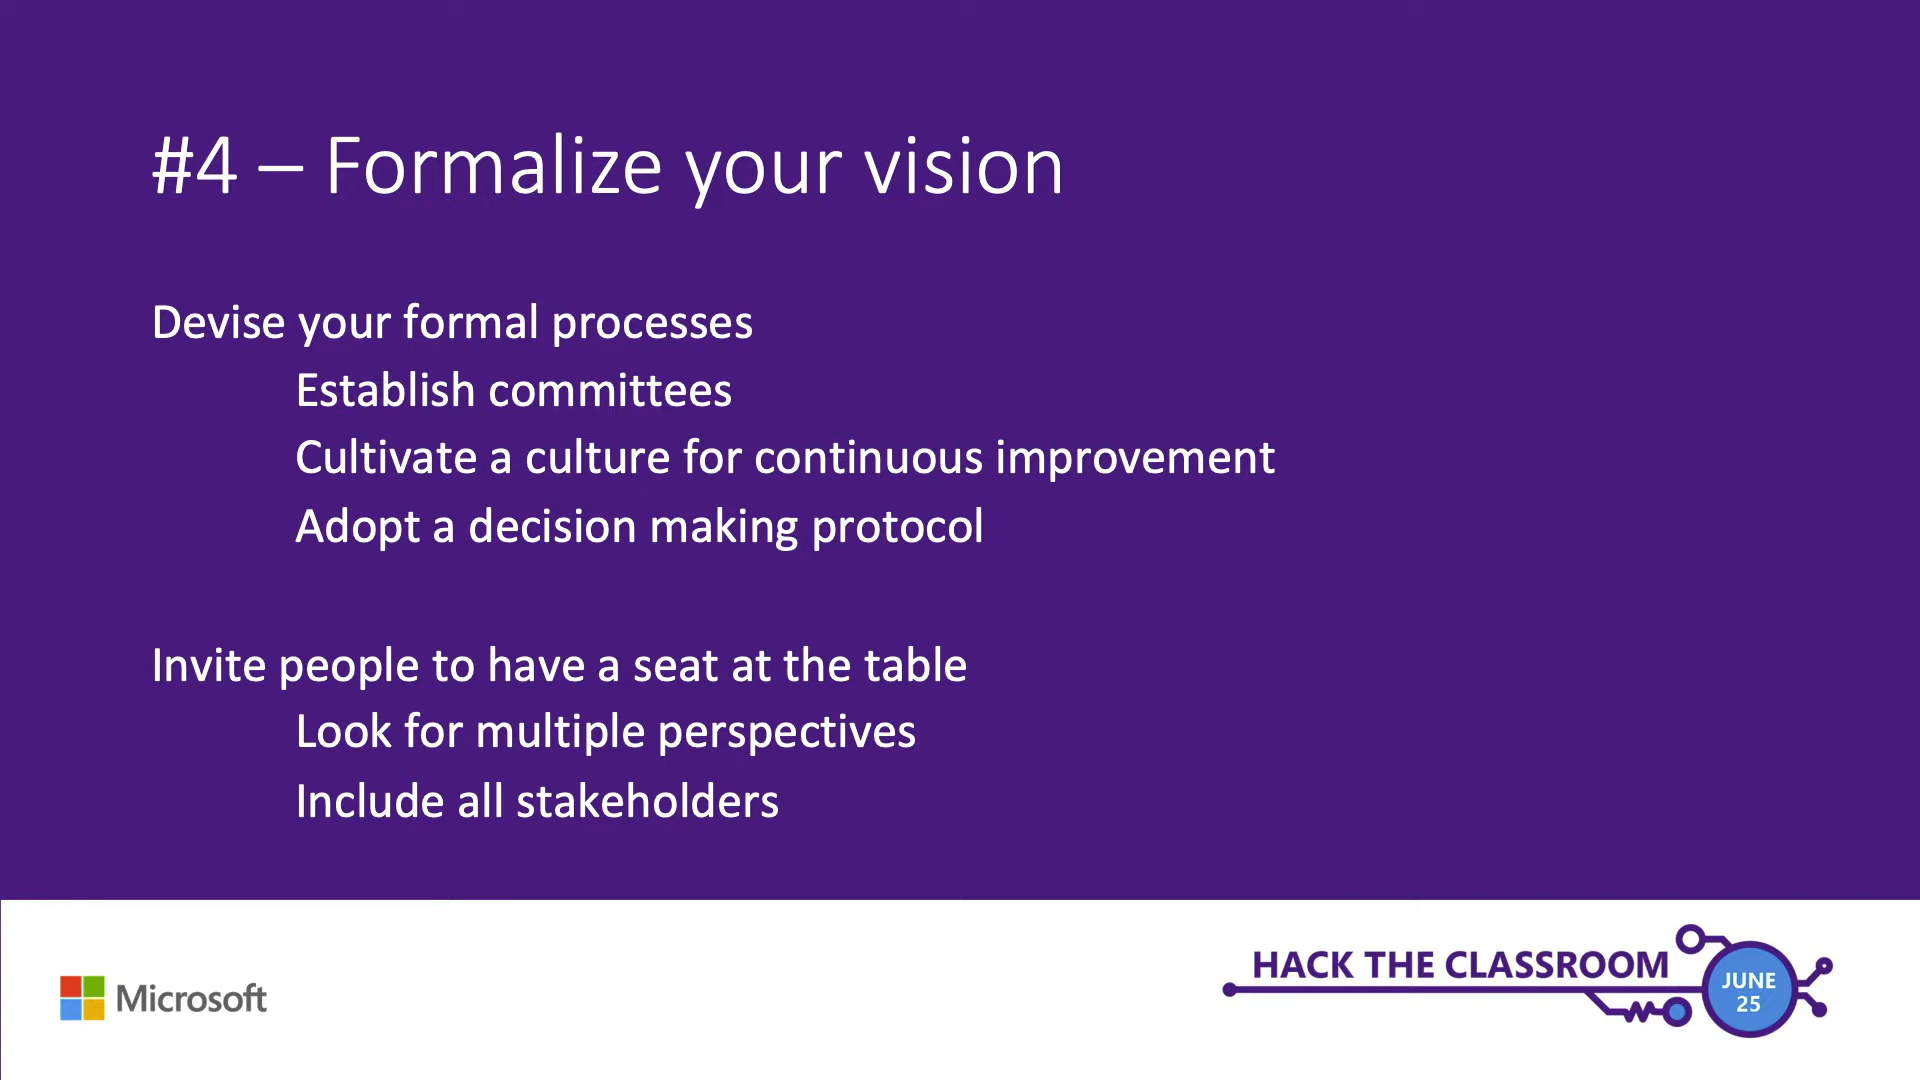 #4 – Formalize your vision
Devise your formal processes
Establish committees
Cultivate a culture for continuous improvement
Adopt a decision making protocol
Invite people to have a seat at the table
Look for multiple perspectives
Include all stakeholders
Microsoft
HACK THE CLASSROOM
JUNE
25